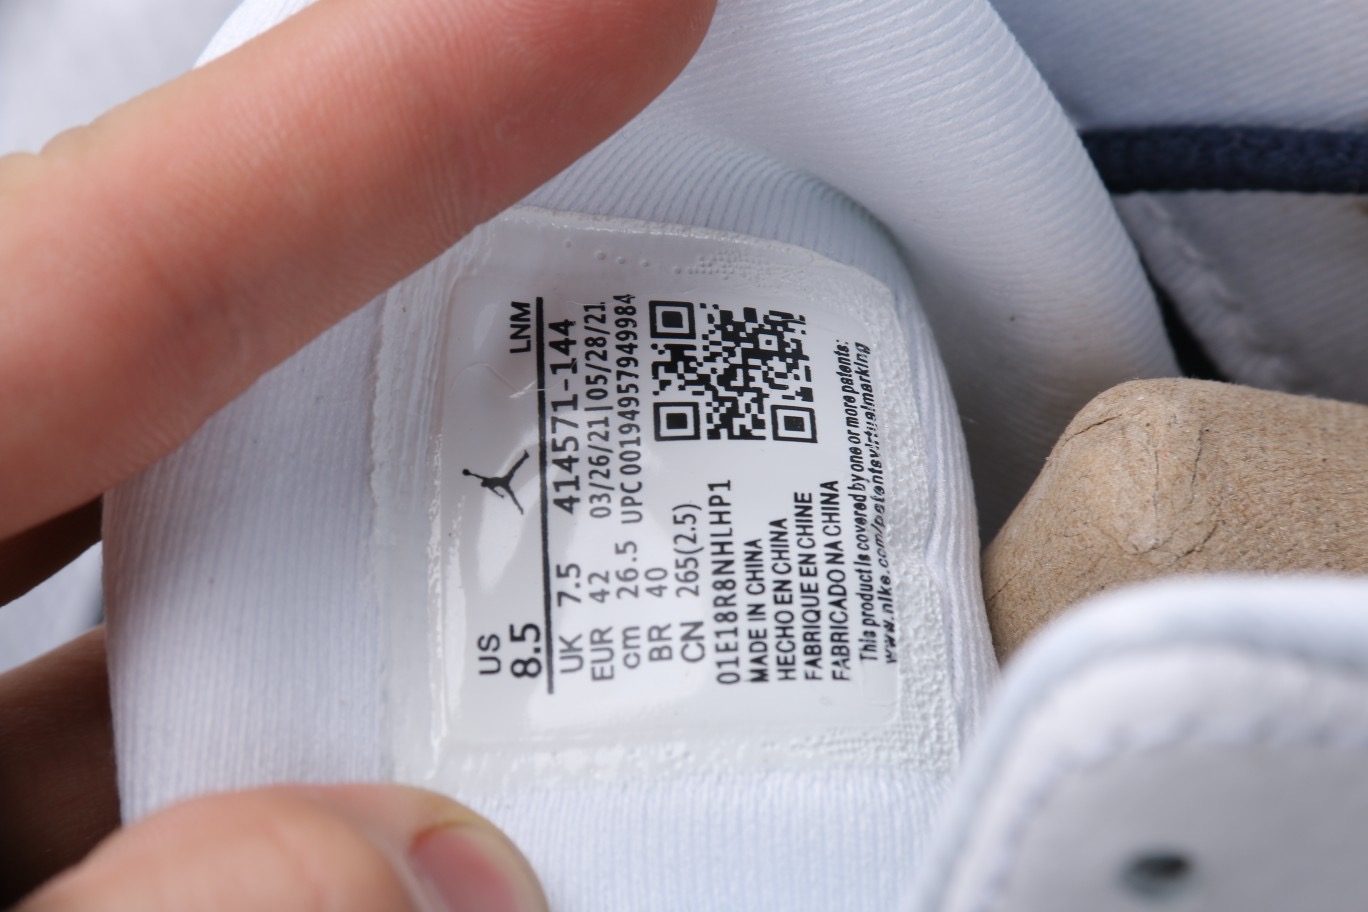 US LNM
8.5
UK 7.5 414571-144
EUR 42 03/26/21|05/28/21
cm 26.5 UPC 00194957949984
BR 40
CN 265(2.5)
01E18R8NHLHP1
MADE IN CHINA
HECHO EN CHINA
FABRIQUE EN CHINE
FABRICADO NA CHINA
This product is covered by one or more patents:
www.nike.com/patentsvirtualmarking